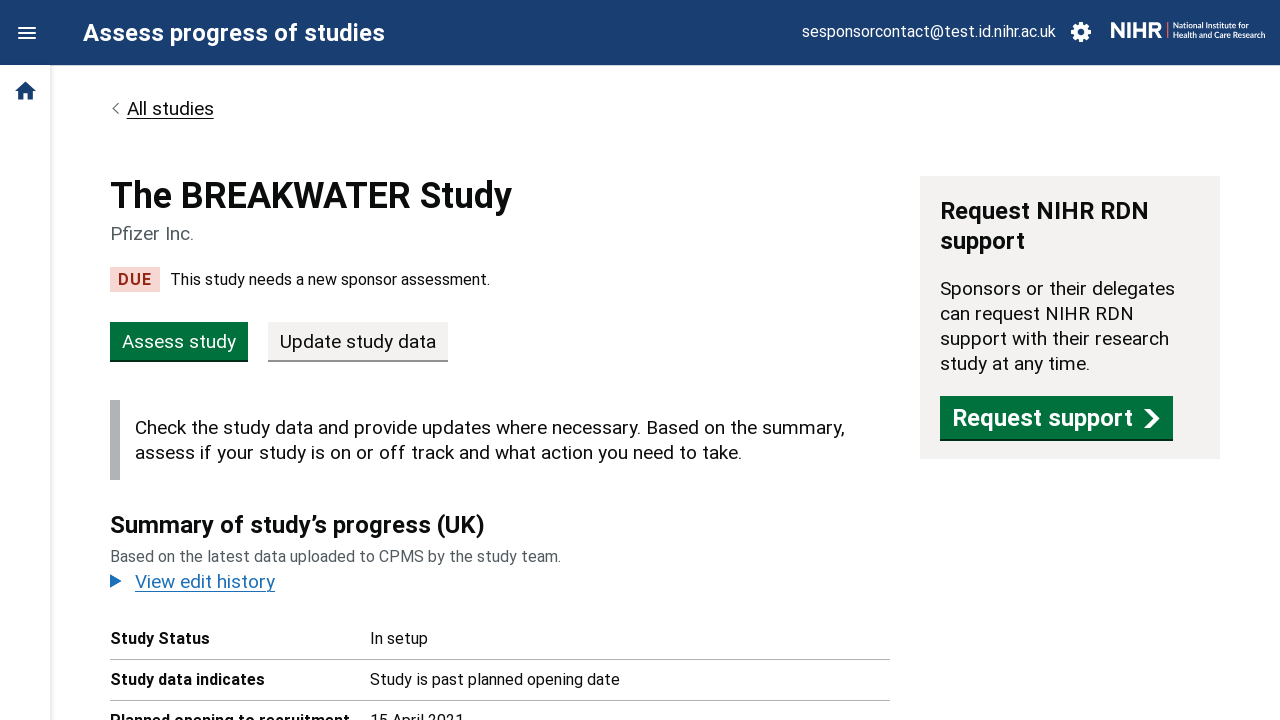 Assess progress of studies
sesponsorcontact@test.id.nihr.ac.uk
NIHR | National Institute for
Health and Care Research
All studies
The BREAKWATER Study
Pfizer Inc.
DUE This study needs a new sponsor assessment.
Assess study
Update study data
Check the study data and provide updates where necessary. Based on the summary,
assess if your study is on or off track and what action you need to take.
Summary of study’s progress (UK)
Based on the latest data uploaded to CPMS by the study team.
View edit history
Study Status In setup
Study data indicates Study is past planned opening date
Planned opening to recruitment 15 April 2021
Request NIHR RDN
support
Sponsors or their delegates
can request NIHR RDN
support with their research
study at any time.
Request support